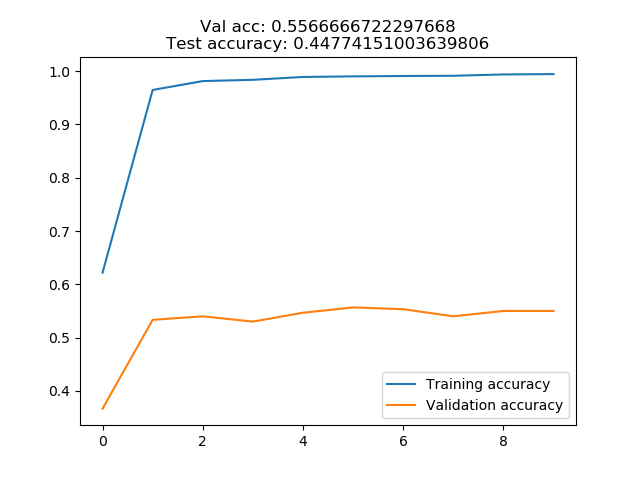 Val acc: 0.5566666722297668
Test accuracy: 0.44774151003639806
1.0
0.9
0.8
0.7
0.6
0.5
0.4
Training accuracy
Validation accuracy
0 2 4 6 8